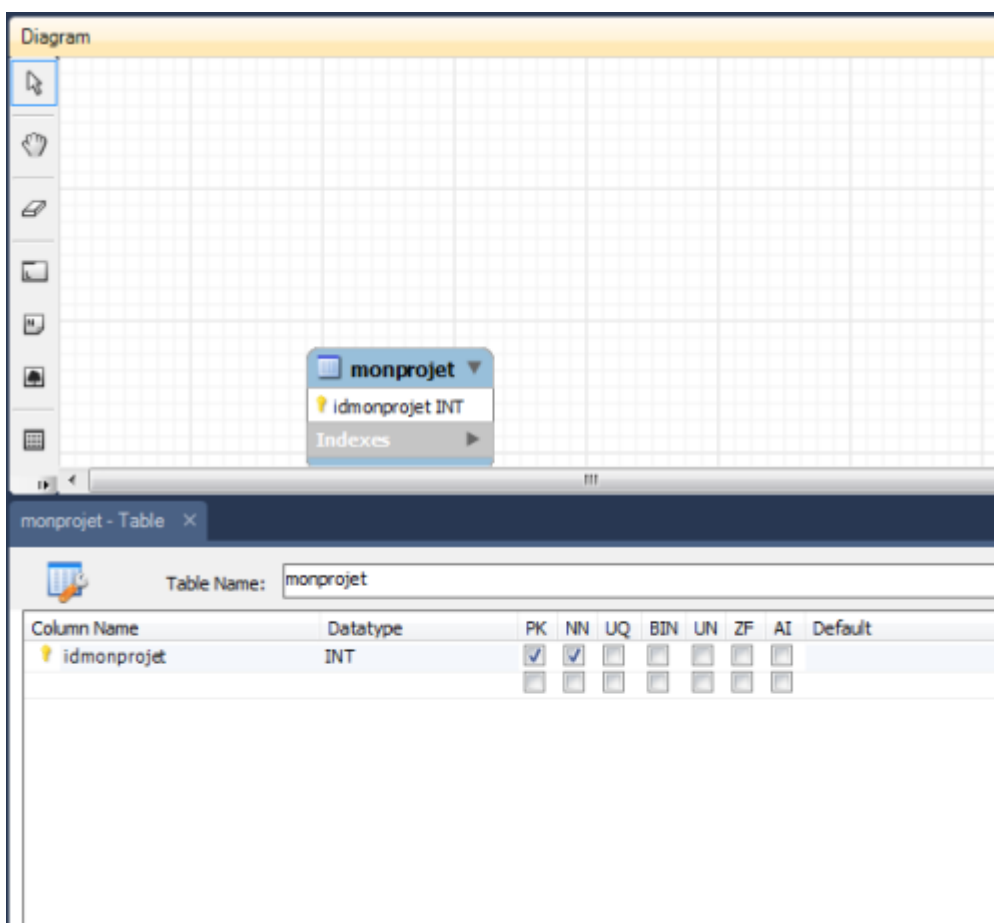 Diagram
monprojet
idmonprojet INT
Indexes
monprojet - Table
Table Name: monprojet
Column Name Datatype PK NN UQ BIN UN ZF AI Default
idmonprojet INT